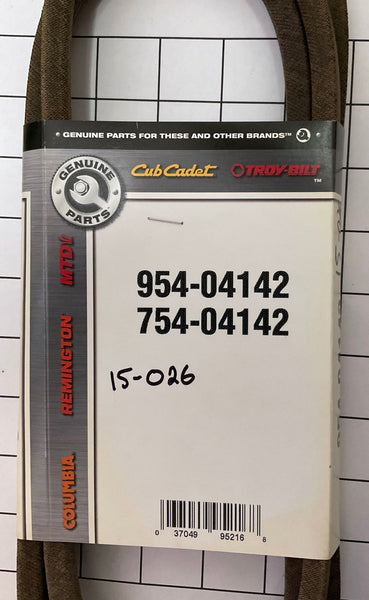 GENUINE PARTS FOR THESE AND OTHER BRANDS™
GENUINE PARTS
Cub Cadet TROY-BILT™
MTD
REMINGTON
COLUMBIA
954-04142
754-04142
15-026
0 37049 95216 8